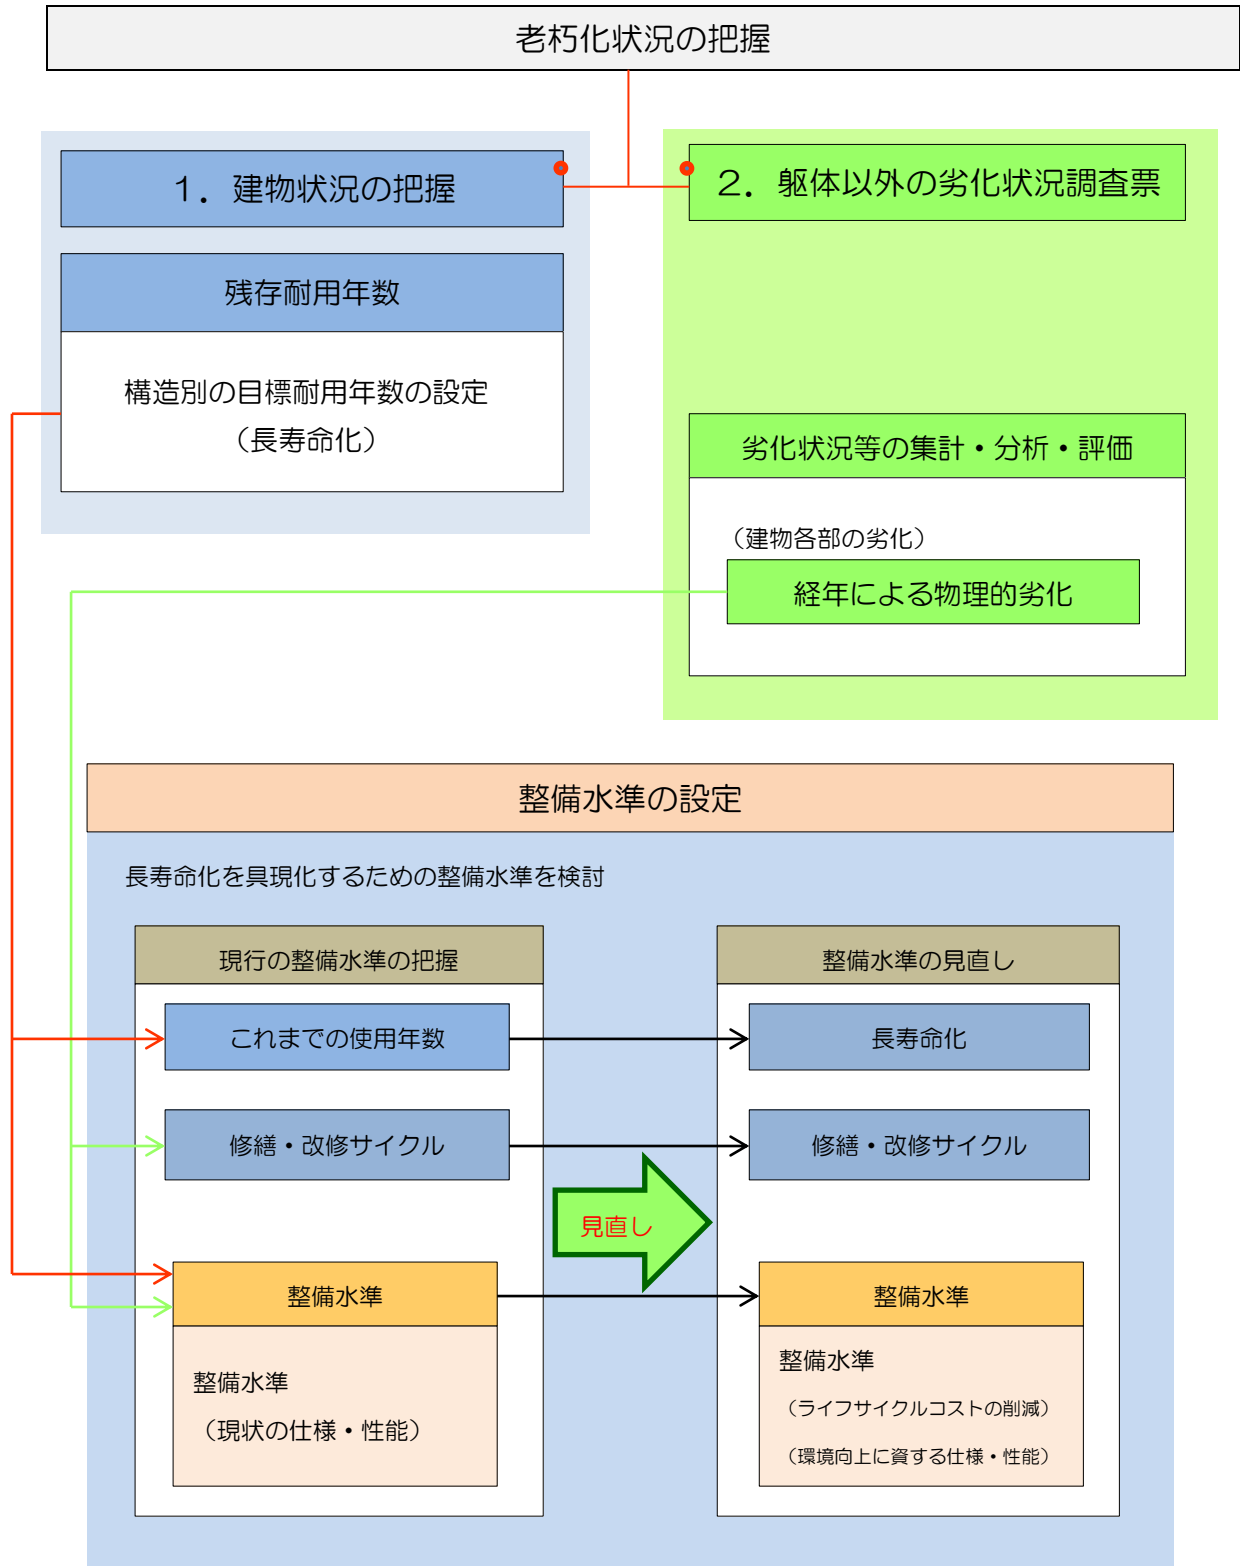 老朽化状況の把握
１．建物状況の把握
２．躯体以外の劣化状況調査票
残存耐用年数
構造別の目標耐用年数の設定
（長寿命化）
劣化状況等の集計・分析・評価
（建物各部の劣化）
経年による物理的劣化
整備水準の設定
長寿命化を具現化するための整備水準を検討
現行の整備水準の把握
整備水準の見直し
これまでの使用年数
長寿命化
修繕・改修サイクル
修繕・改修サイクル
見直し
整備水準
整備水準
整備水準
（現状の仕様・性能）
整備水準
（ライフサイクルコストの削減）
（環境向上に資する仕様・性能）